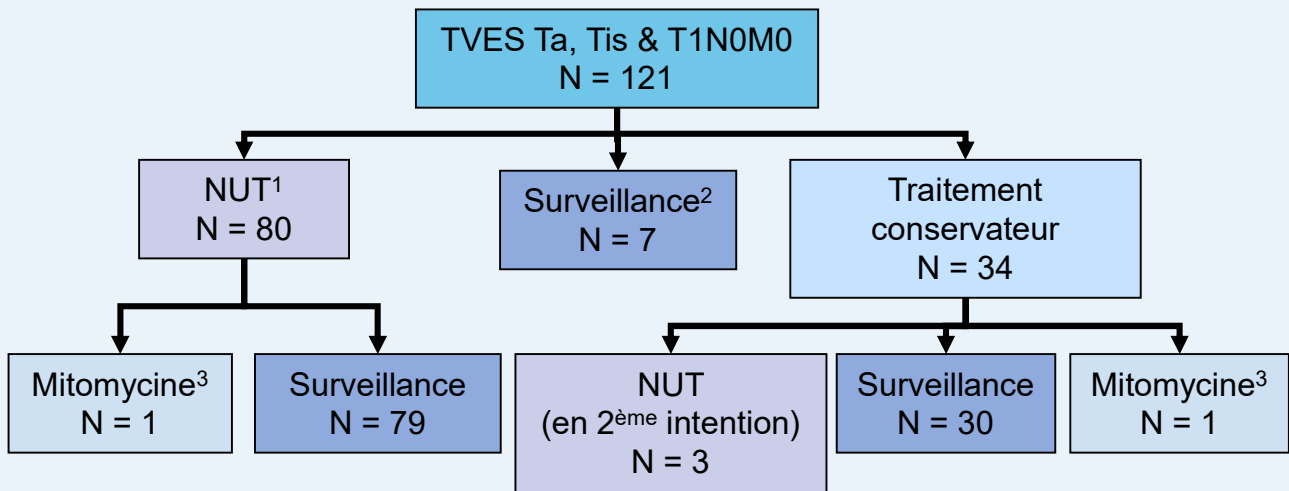 TVES Ta, Tis & T1N0M0
N = 121
NUT¹
N = 80
Surveillance²
N = 7
Traitement
conservateur
N = 34
Mitomycine³
N = 1
Surveillance
N = 79
NUT
(en 2ème intention)
N = 3
Surveillance
N = 30
Mitomycine³
N = 1